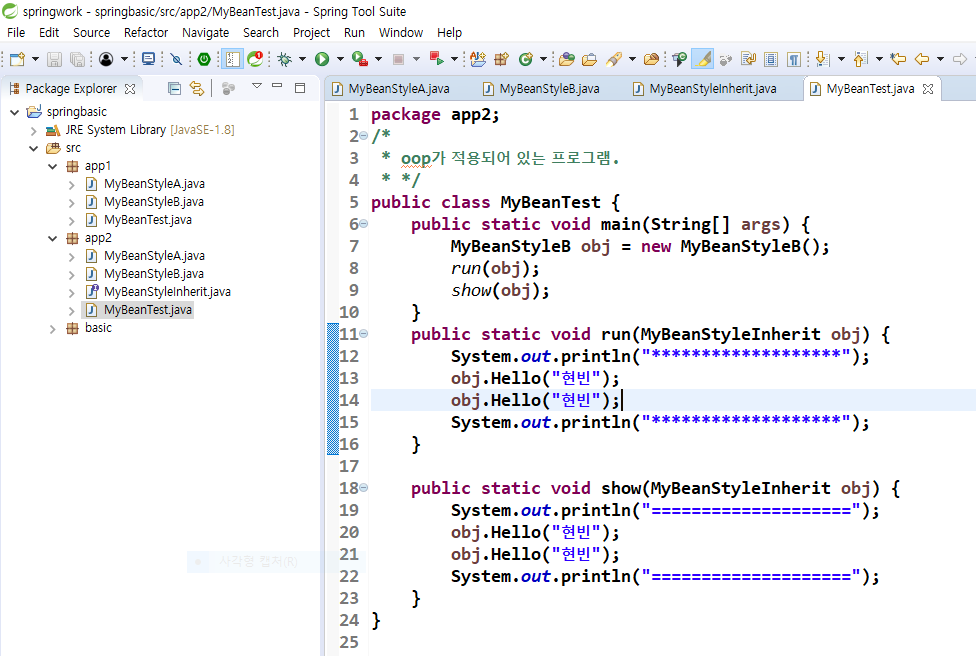 springwork - springbasic/src/app2/MyBeanTest.java - Spring Tool Suite
File Edit Source Refactor Navigate Search Project Run Window Help
Package Explorer
springbasic
JRE System Library [JavaSE-1.8]
src
app1
MyBeanStyleA.java
MyBeanStyleB.java
MyBeanTest.java
app2
MyBeanStyleA.java
MyBeanStyleB.java
MyBeanStyleInherit.java
MyBeanTest.java
basic
사각형 캡처(R)
MyBeanStyleA.java MyBeanStyleB.java MyBeanStyleInherit.java MyBeanTest.java
1 package app2;
2 /*
3 * oop가 적용되어 있는 프로그램.
4 * */
5 public class MyBeanTest {
6 public static void main(String[] args) {
7 MyBeanStyleB obj = new MyBeanStyleB();
8 run(obj);
9 show(obj);
10 }
11 public static void run(MyBeanStyleInherit obj) {
12 System.out.println("*******************");
13 obj.Hello("현빈");
14 obj.Hello("현빈");
15 System.out.println("*******************");
16 }
17
18 public static void show(MyBeanStyleInherit obj) {
19 System.out.println("====================");
20 obj.Hello("현빈");
21 obj.Hello("현빈");
22 System.out.println("====================");
23 }
24 }
25